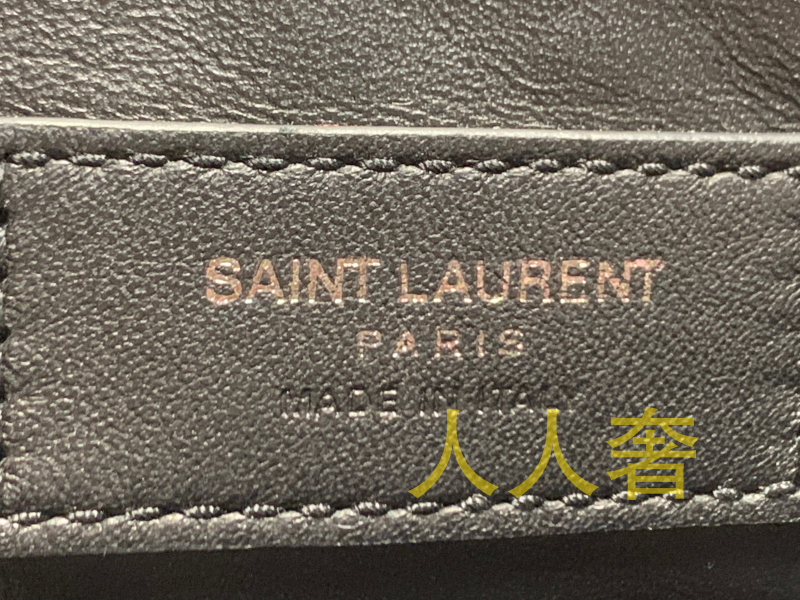 SAINT LAURENT
PARIS
MADE IN ITALY
人人奢